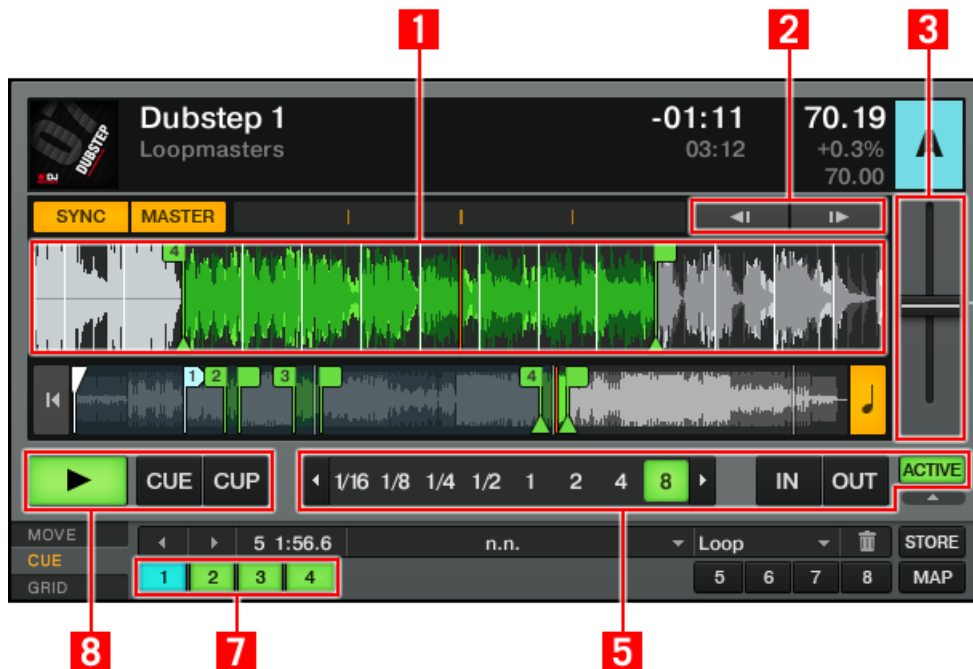 1 2 3
07 DUBSTEP
DJ
Dubstep 1 -01:11 70.19 A
Loopmasters 03:12 +0.3%
70.00
SYNC MASTER
4
1 2 3 4
CUE CUP 1/16 1/8 1/4 1/2 1 2 4 8 IN OUT ACTIVE
MOVE 5 1:56.6 n.n. Loop STORE
CUE
GRID 1 2 3 4 5 6 7 8 MAP
8 7 5